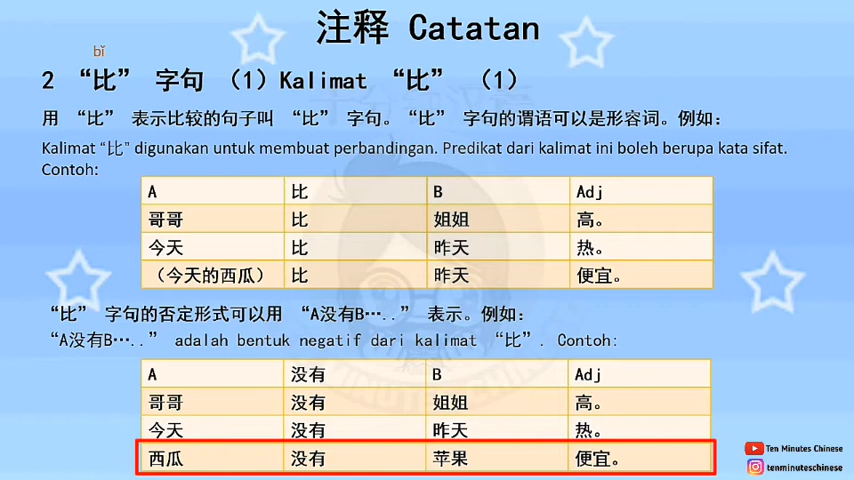 注释 Catatan
bǐ
2 “比” 字句 （1）Kalimat “比” （1）
用 “比” 表示比较的句子叫 “比” 字句。“比” 字句的谓语可以是形容词。例如：
Kalimat “比” digunakan untuk membuat perbandingan. Predikat dari kalimat ini boleh berupa kata sifat.
Contoh:
A 比 B Adj
哥哥 比 姐姐 高。
今天 比 昨天 热。
（今天的西瓜） 比 昨天 便宜。
“比” 字句的否定形式可以用 “A没有B…..” 表示。例如：
“A没有B…..” adalah bentuk negatif dari kalimat “比”. Contoh:
A 没有 B Adj
哥哥 没有 姐姐 高。
今天 没有 昨天 热。
西瓜 没有 苹果 便宜。
Ten Minutes Chinese
tenminuteschinese